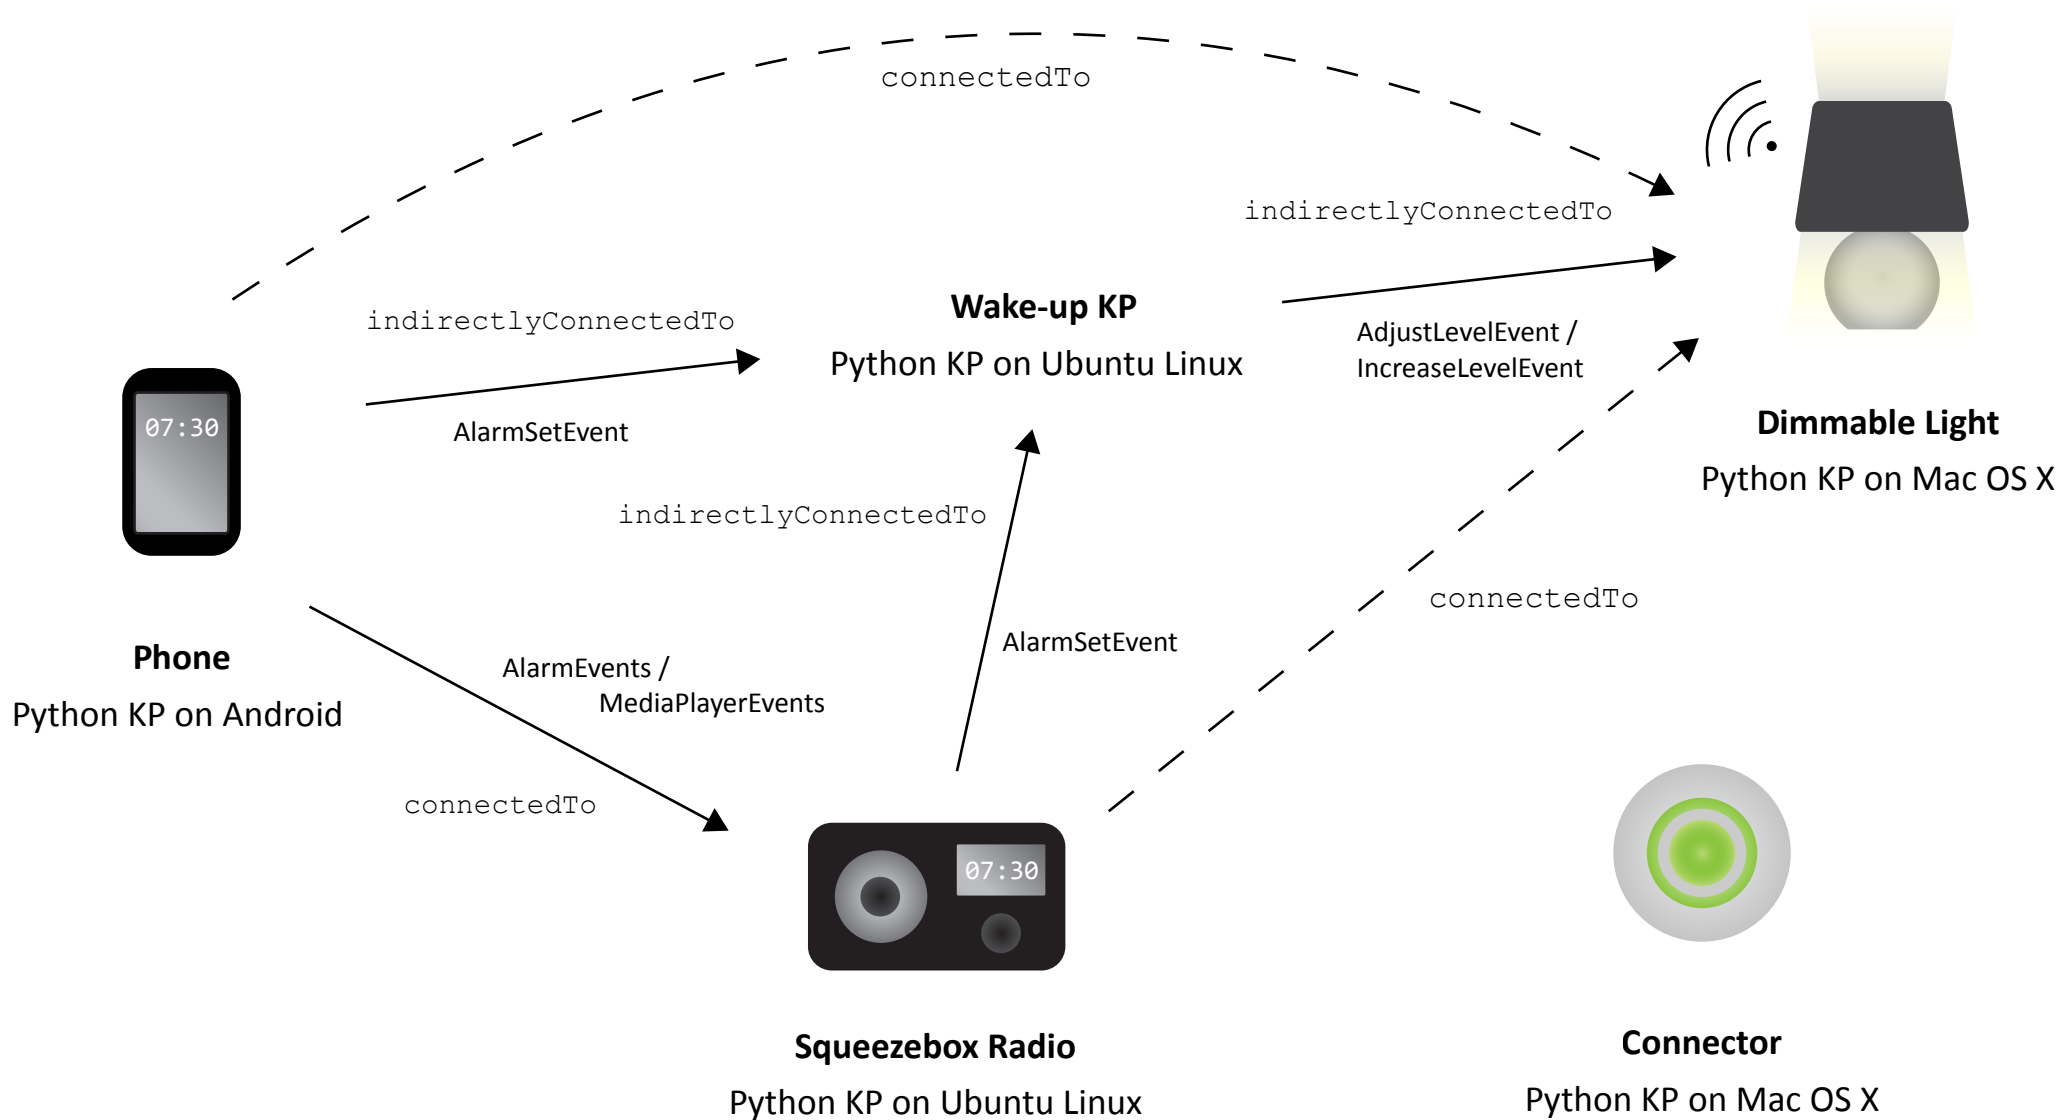 connectedTo
indirectlyConnectedTo
Wake-up KP
Python KP on Ubuntu Linux
indirectlyConnectedTo
AdjustLevelEvent /
IncreaseLevelEvent
07:30
AlarmSetEvent
Dimmable Light
Python KP on Mac OS X
indirectlyConnectedTo
connectedTo
Phone
Python KP on Android
AlarmEvents /
MediaPlayerEvents
AlarmSetEvent
connectedTo
07:30
Squeezebox Radio
Python KP on Ubuntu Linux
Connector
Python KP on Mac OS X